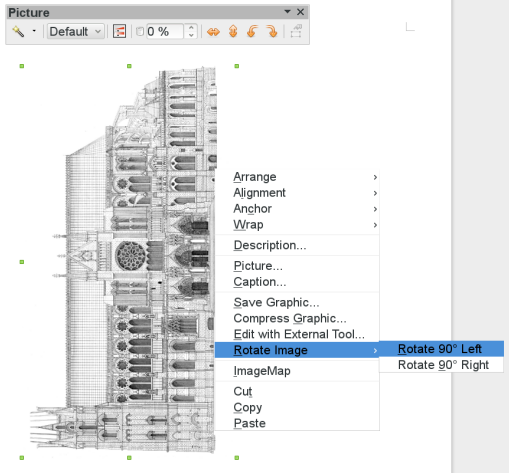 Picture
Default
0 %
Arrange
Alignment
Anchor
Wrap
Description...
Picture...
Caption...
Save Graphic...
Compress Graphic...
Edit with External Tool...
Rotate Image
Rotate 90° Left
Rotate 90° Right
ImageMap
Cut
Copy
Paste